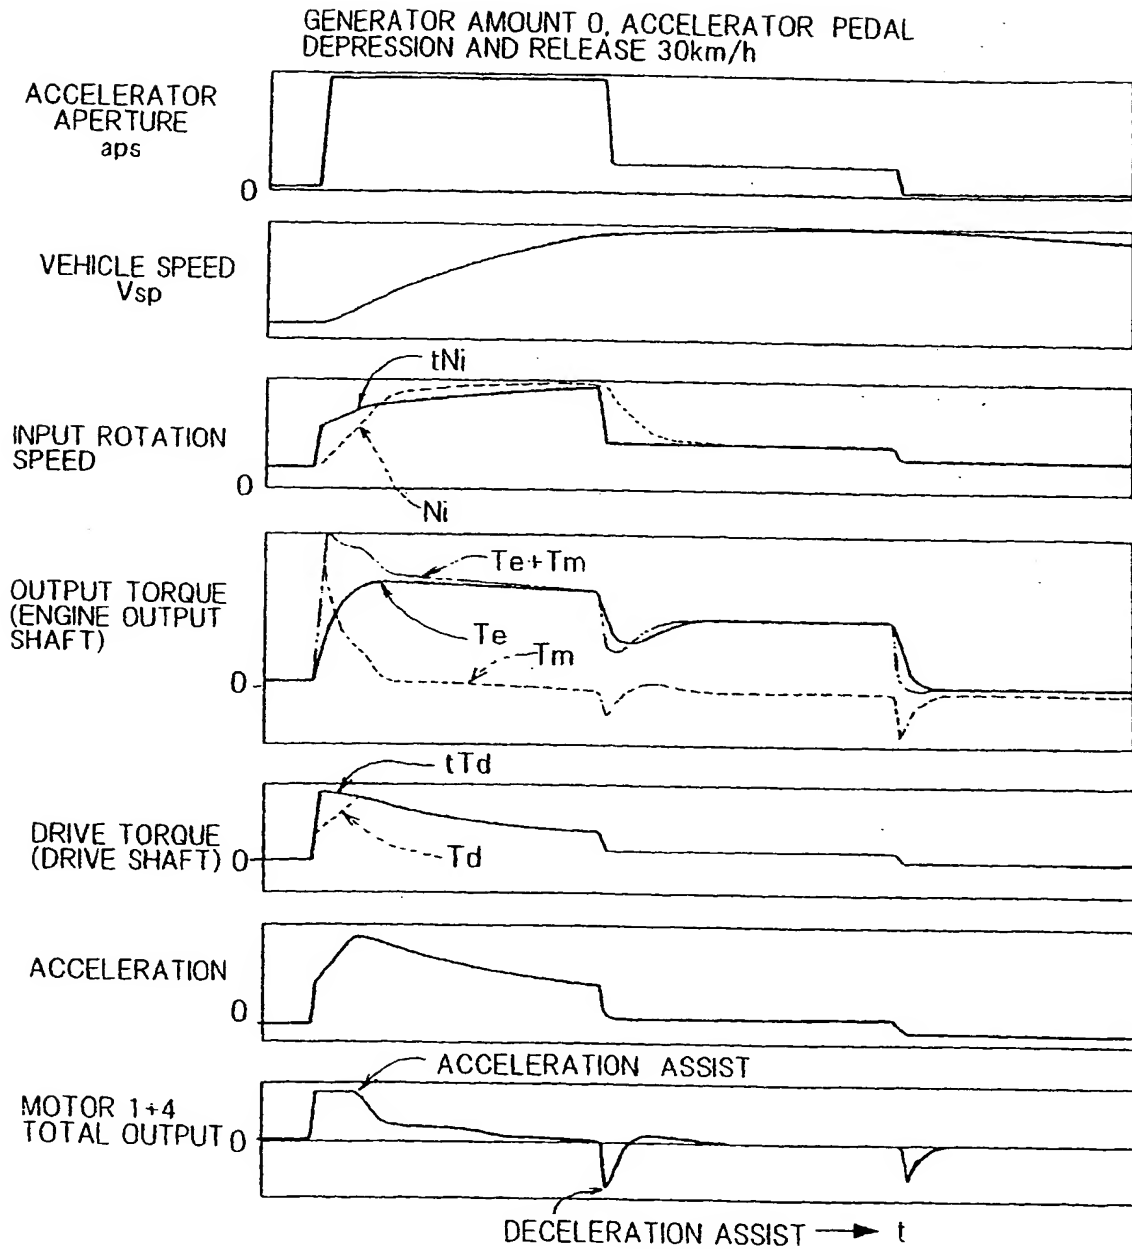 GENERATOR AMOUNT 0, ACCELERATOR PEDAL
DEPRESSION AND RELEASE 30km/h
ACCELERATOR
APERTURE
aps
0
VEHICLE SPEED
Vsp
tNi
INPUT ROTATION
SPEED
0
Ni
Te+Tm
OUTPUT TORQUE
(ENGINE OUTPUT
SHAFT)
Te
Tm
0
tTd
DRIVE TORQUE
(DRIVE SHAFT)
0
Td
ACCELERATION
0
ACCELERATION ASSIST
MOTOR 1+4
TOTAL OUTPUT
0
DECELERATION ASSIST
t